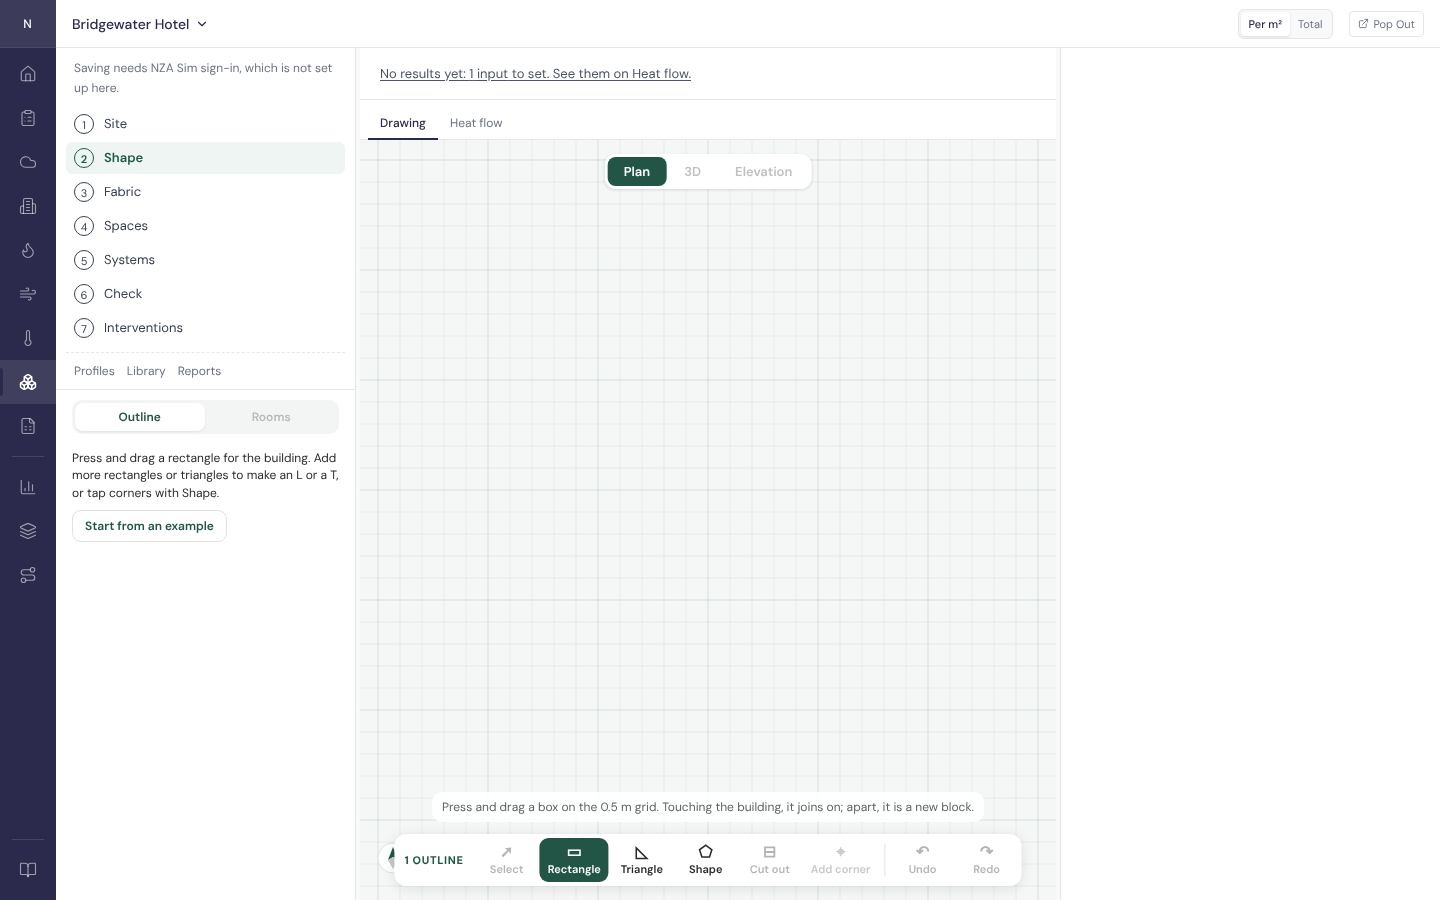 N
Bridgewater Hotel
Per m²
Total
Pop Out
Saving needs NZA Sim sign-in, which is not set
up here.
1 Site
2 Shape
3 Fabric
4 Spaces
5 Systems
6 Check
7 Interventions
Profiles Library Reports
Outline Rooms
Press and drag a rectangle for the building. Add
more rectangles or triangles to make an L or a T,
or tap corners with Shape.
Start from an example
No results yet: 1 input to set. See them on Heat flow.
Drawing Heat flow
Plan 3D Elevation
Press and drag a box on the 0.5 m grid. Touching the building, it joins on; apart, it is a new block.
1 OUTLINE
Select
Rectangle
Triangle
Shape
Cut out
Add corner
Undo
Redo